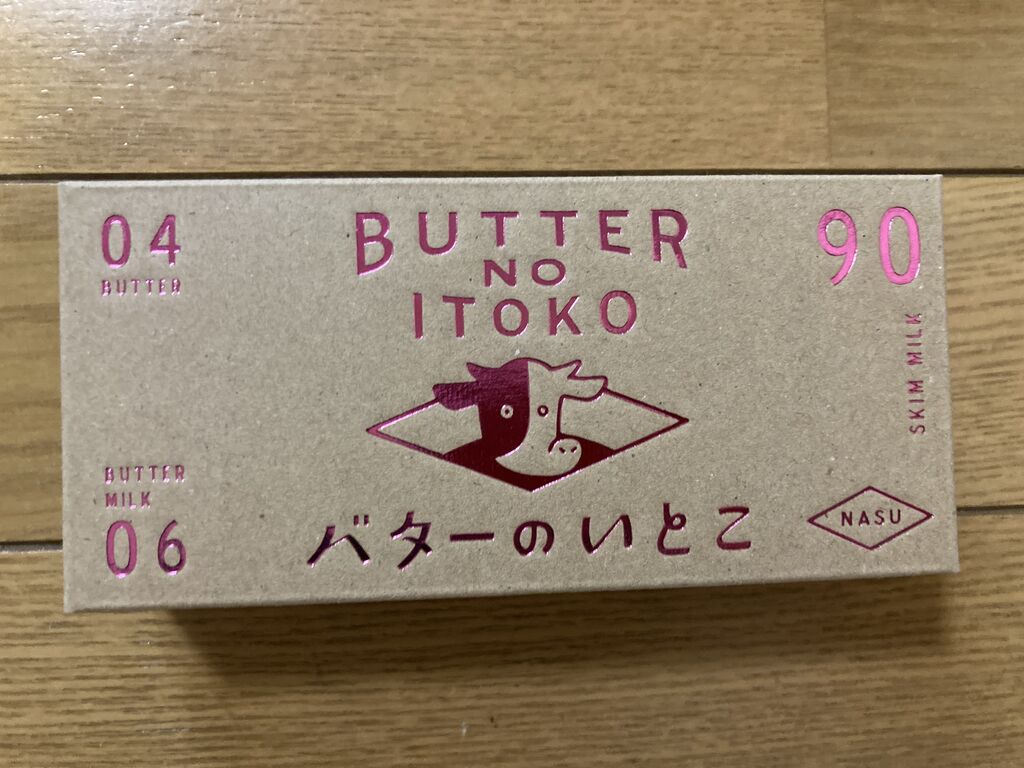 04
BUTTER
BUTTER
NO
ITOKO
90
SKIM MILK
BUTTER
MILK
06
バターのいとこ
NASU